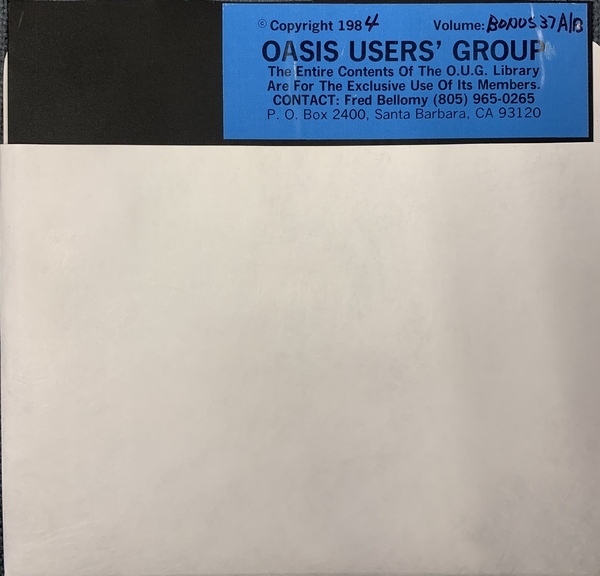 © Copyright 1984 Volume: BONUS 37A/B
OASIS USERS' GROUP
The Entire Contents Of The O.U.G. Library
Are For The Exclusive Use Of Its Members.
CONTACT: Fred Bellomy (805) 965-0265
P. O. Box 2400, Santa Barbara, CA 93120